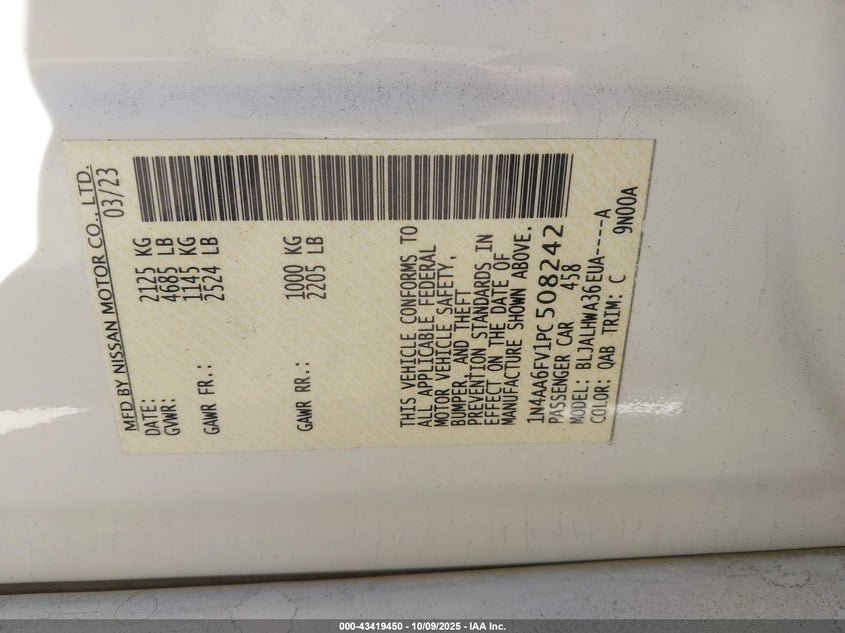 MFD BY NISSAN MOTOR CO., LTD.
DATE: 03/23
GVWR: 2125 KG
4685 LB
GAWR FR.: 1145 KG
2524 LB
GAWR RR.: 1000 KG
2205 LB
THIS VEHICLE CONFORMS TO
ALL APPLICABLE FEDERAL
MOTOR VEHICLE SAFETY,
BUMPER, AND THEFT
PREVENTION STANDARDS IN
EFFECT ON THE DATE OF
MANUFACTURE SHOWN ABOVE.
1N4AA6FV1PC508242
PASSENGER CAR 458
MODEL: BLJALHWA36EUA----A
COLOR: QAB TRIM: C 9N00A
000-43419450 - 10/09/2025 - IAA Inc.